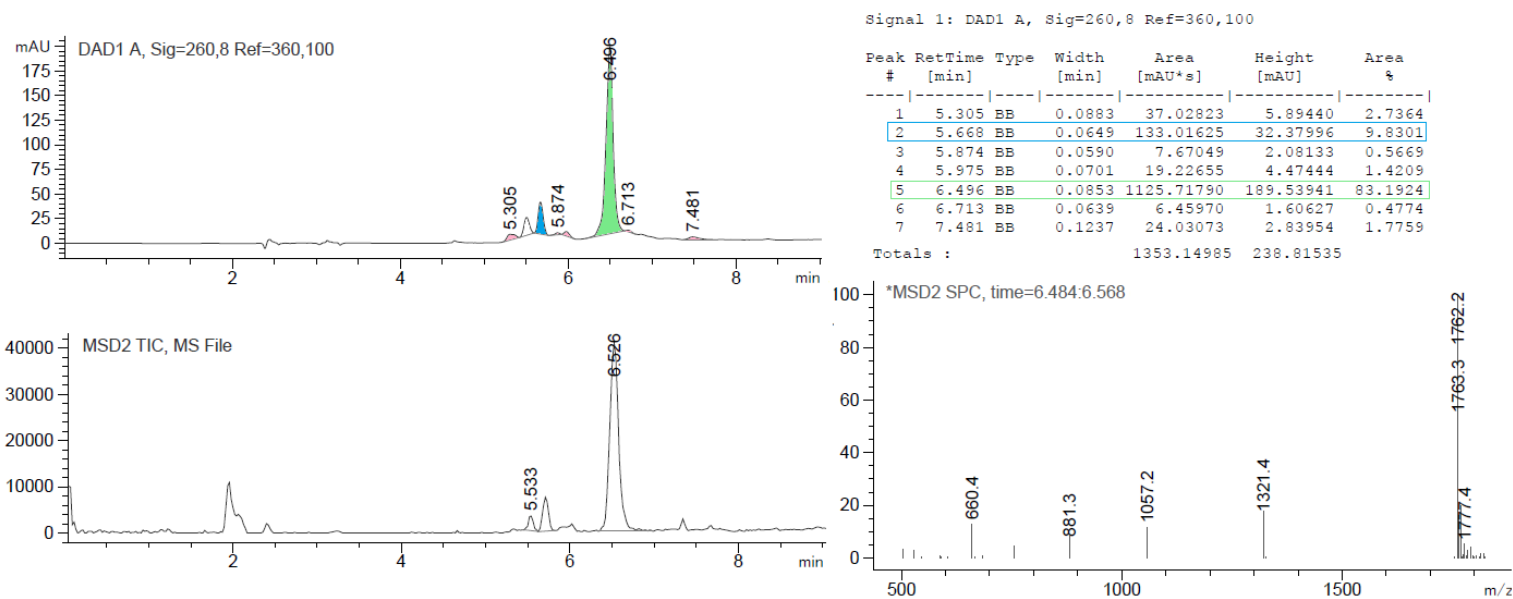 mAU
DAD1 A, Sig=260,8 Ref=360,100
175
150
125
100
75
50
25
0
5.305
5.874
6.496
6.713
7.481
2
4
6
8
min
Signal 1: DAD1 A, Sig=260,8 Ref=360,100
Peak RetTime Type Width Area Height Area
# [min] [min] [mAU*s] [mAU] %
----|-------|----|-------|----------|----------|--------|
1 5.305 BB 0.0883 37.02823 5.89440 2.7364
2 5.668 BB 0.0649 133.01625 32.37996 9.8301
3 5.874 BB 0.0590 7.67049 2.08133 0.5669
4 5.975 BB 0.0701 19.22655 4.47444 1.4209
5 6.496 BB 0.0853 1125.71790 189.53941 83.1924
6 6.713 BB 0.0639 6.45970 1.60627 0.4774
7 7.481 BB 0.1237 24.03073 2.83954 1.7759
Totals : 1353.14985 238.81535
MSD2 TIC, MS File
40000
30000
20000
10000
0
5.533
6.526
2
4
6
8
min
*MSD2 SPC, time=6.484:6.568
100
80
60
40
20
0
660.4
881.3
1057.2
1321.4
1762.2
1763.3
1777.4
500
1000
1500
m/z